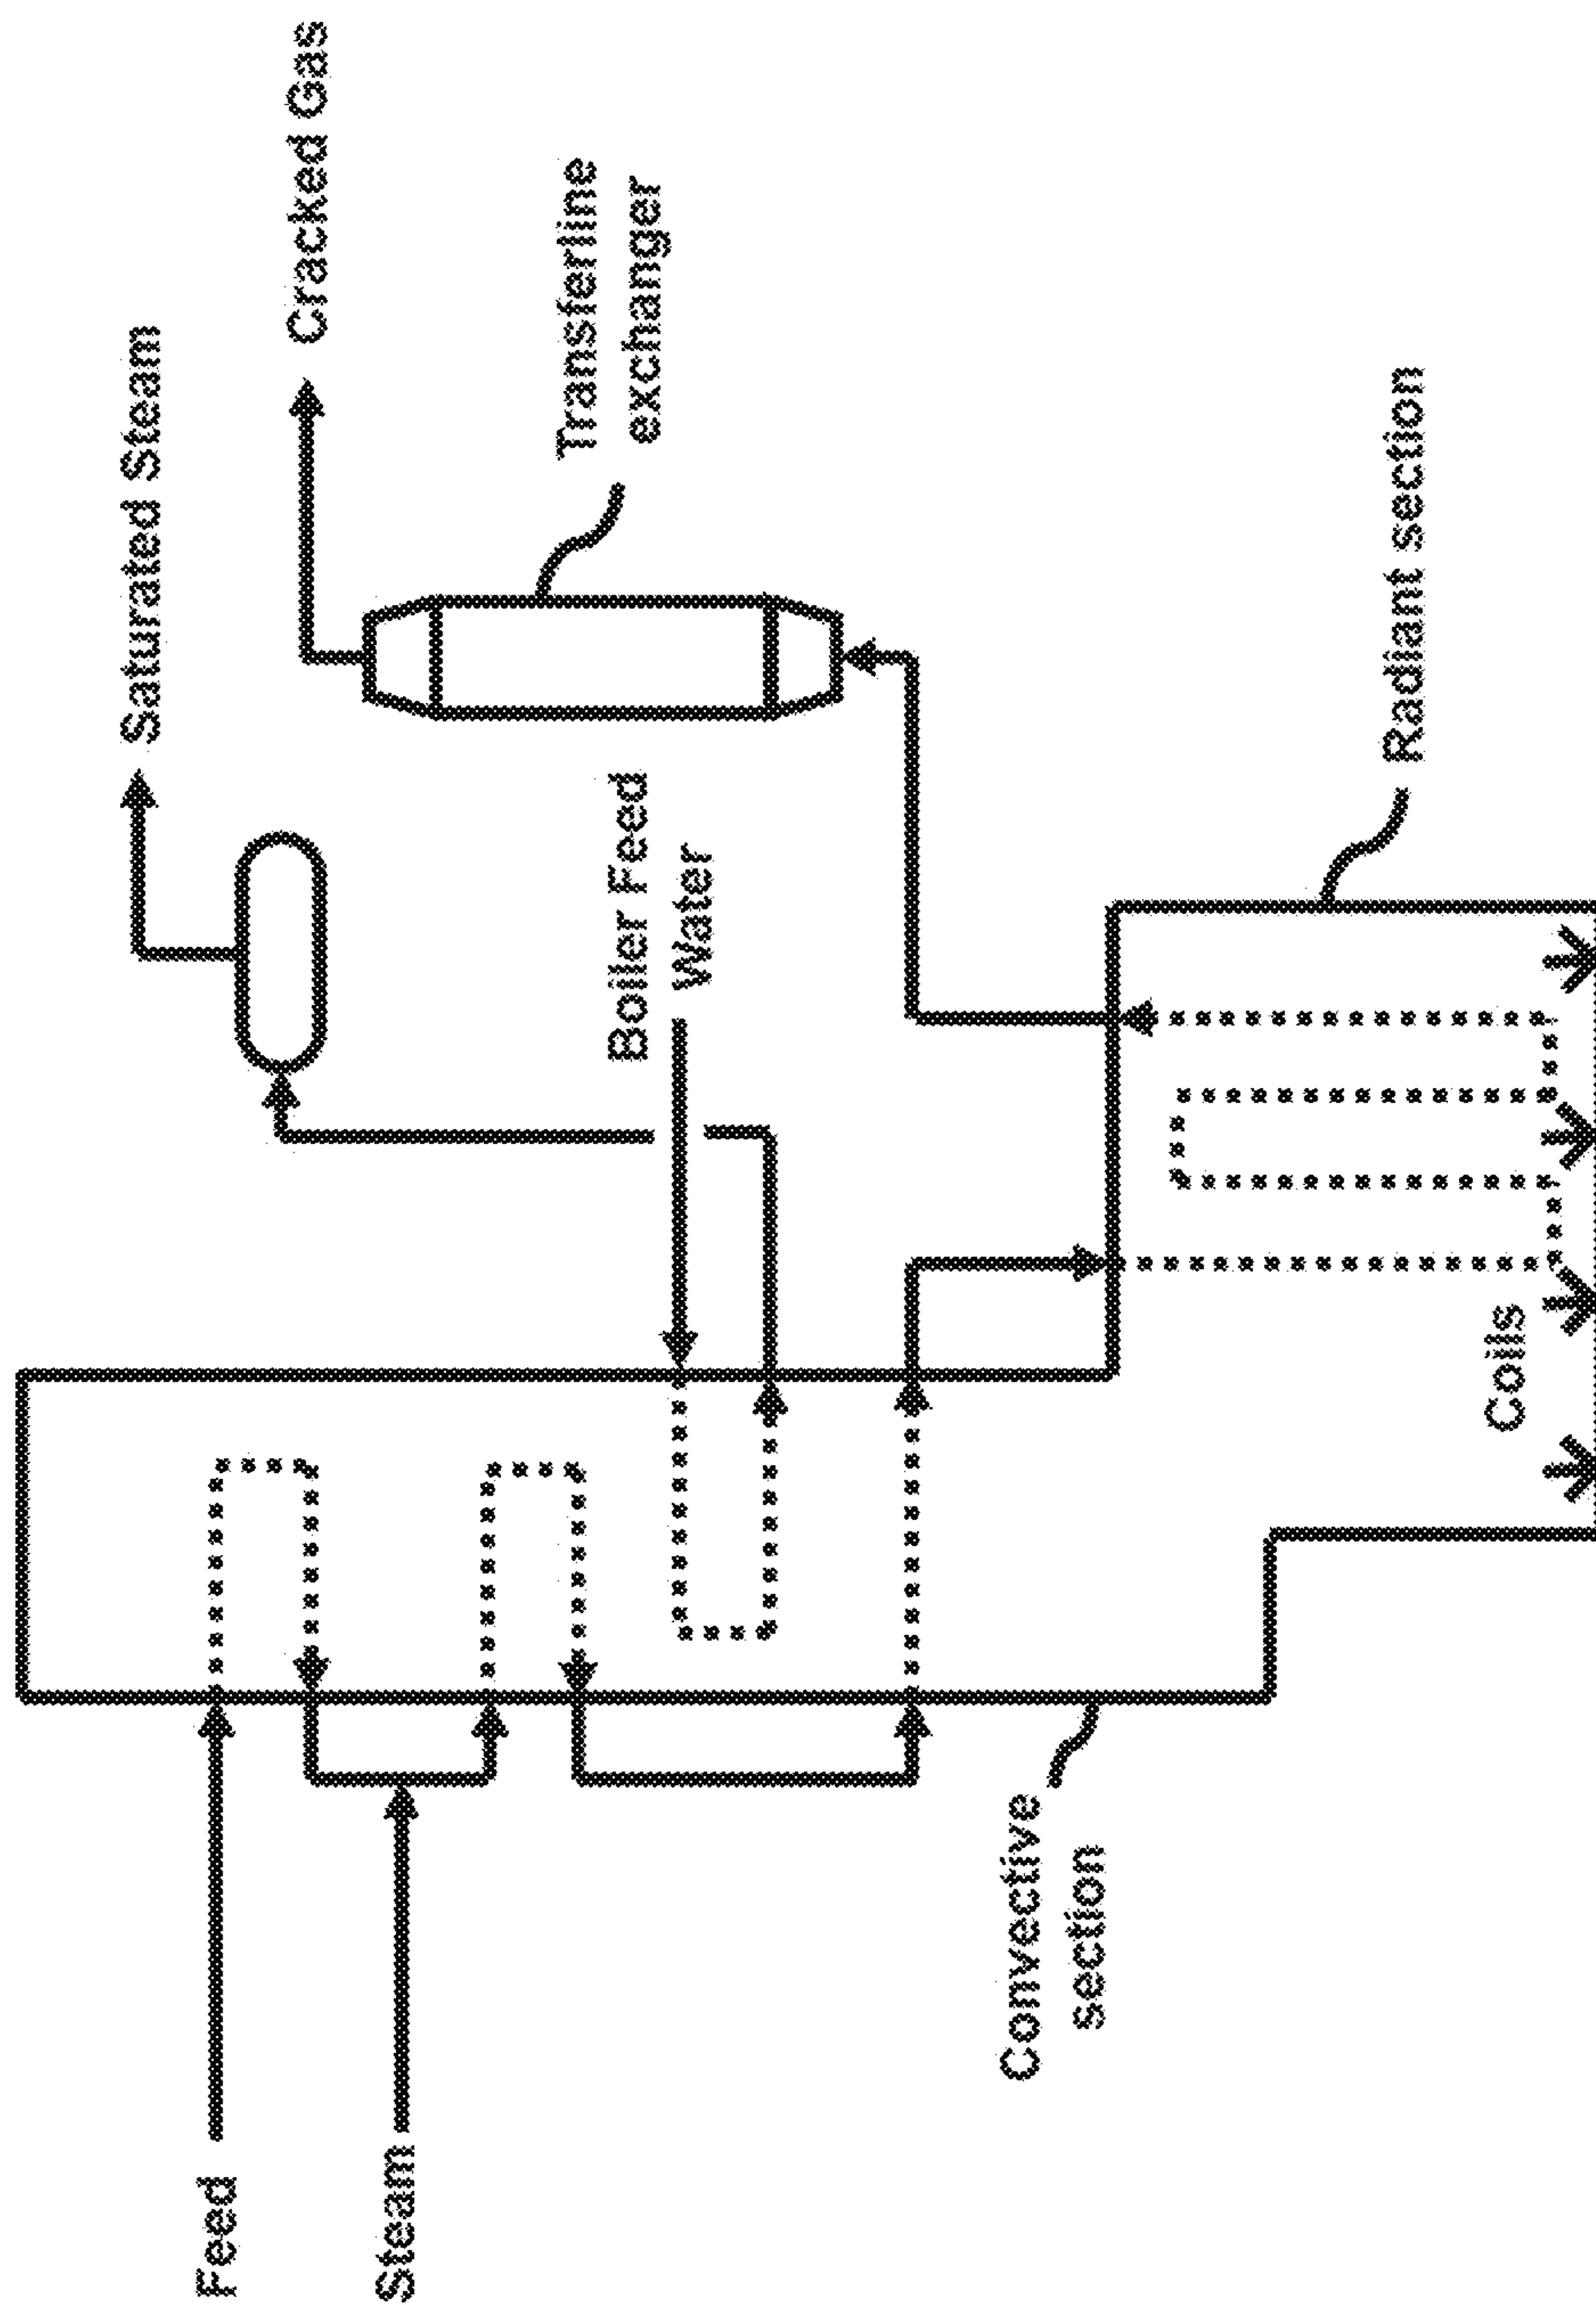 Saturated Steam
Cracked Gas
Feed
Steam
Transferline
exchanger
Boiler Feed
Water
Convective
section
Radiant section
Coils